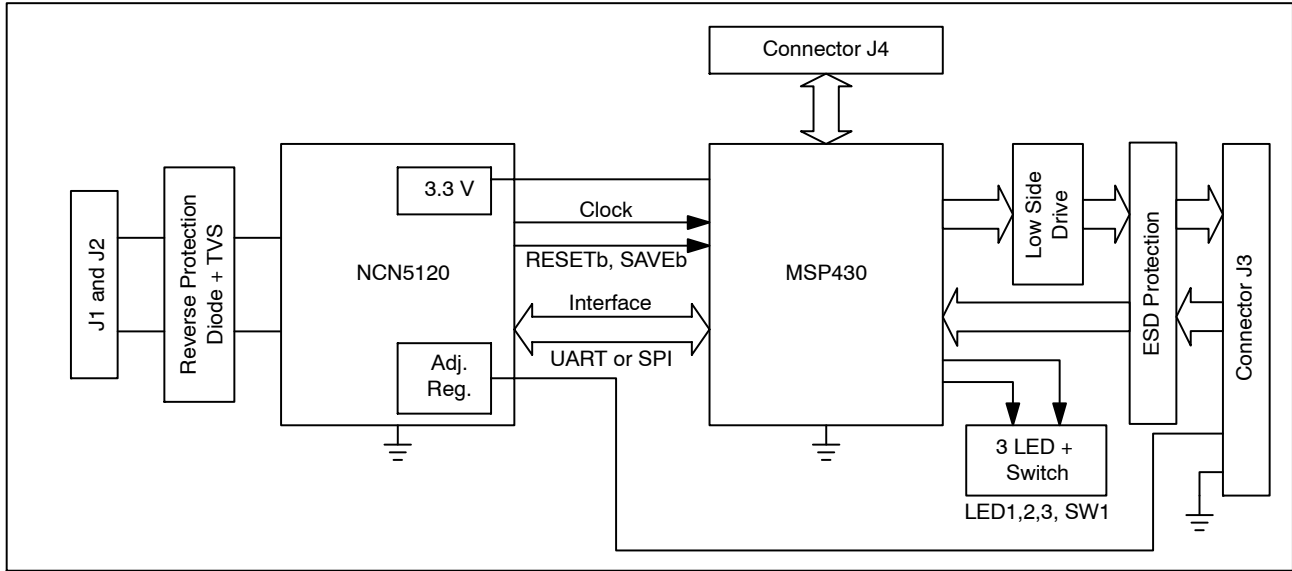 Connector J4
J1 and J2
Reverse Protection
Diode + TVS
NCN5120
3.3 V
Adj.
Reg.
Clock
RESETb, SAVEb
Interface
UART or SPI
MSP430
Low Side
Drive
ESD Protection
Connector J3
3 LED +
Switch
LED1,2,3, SW1